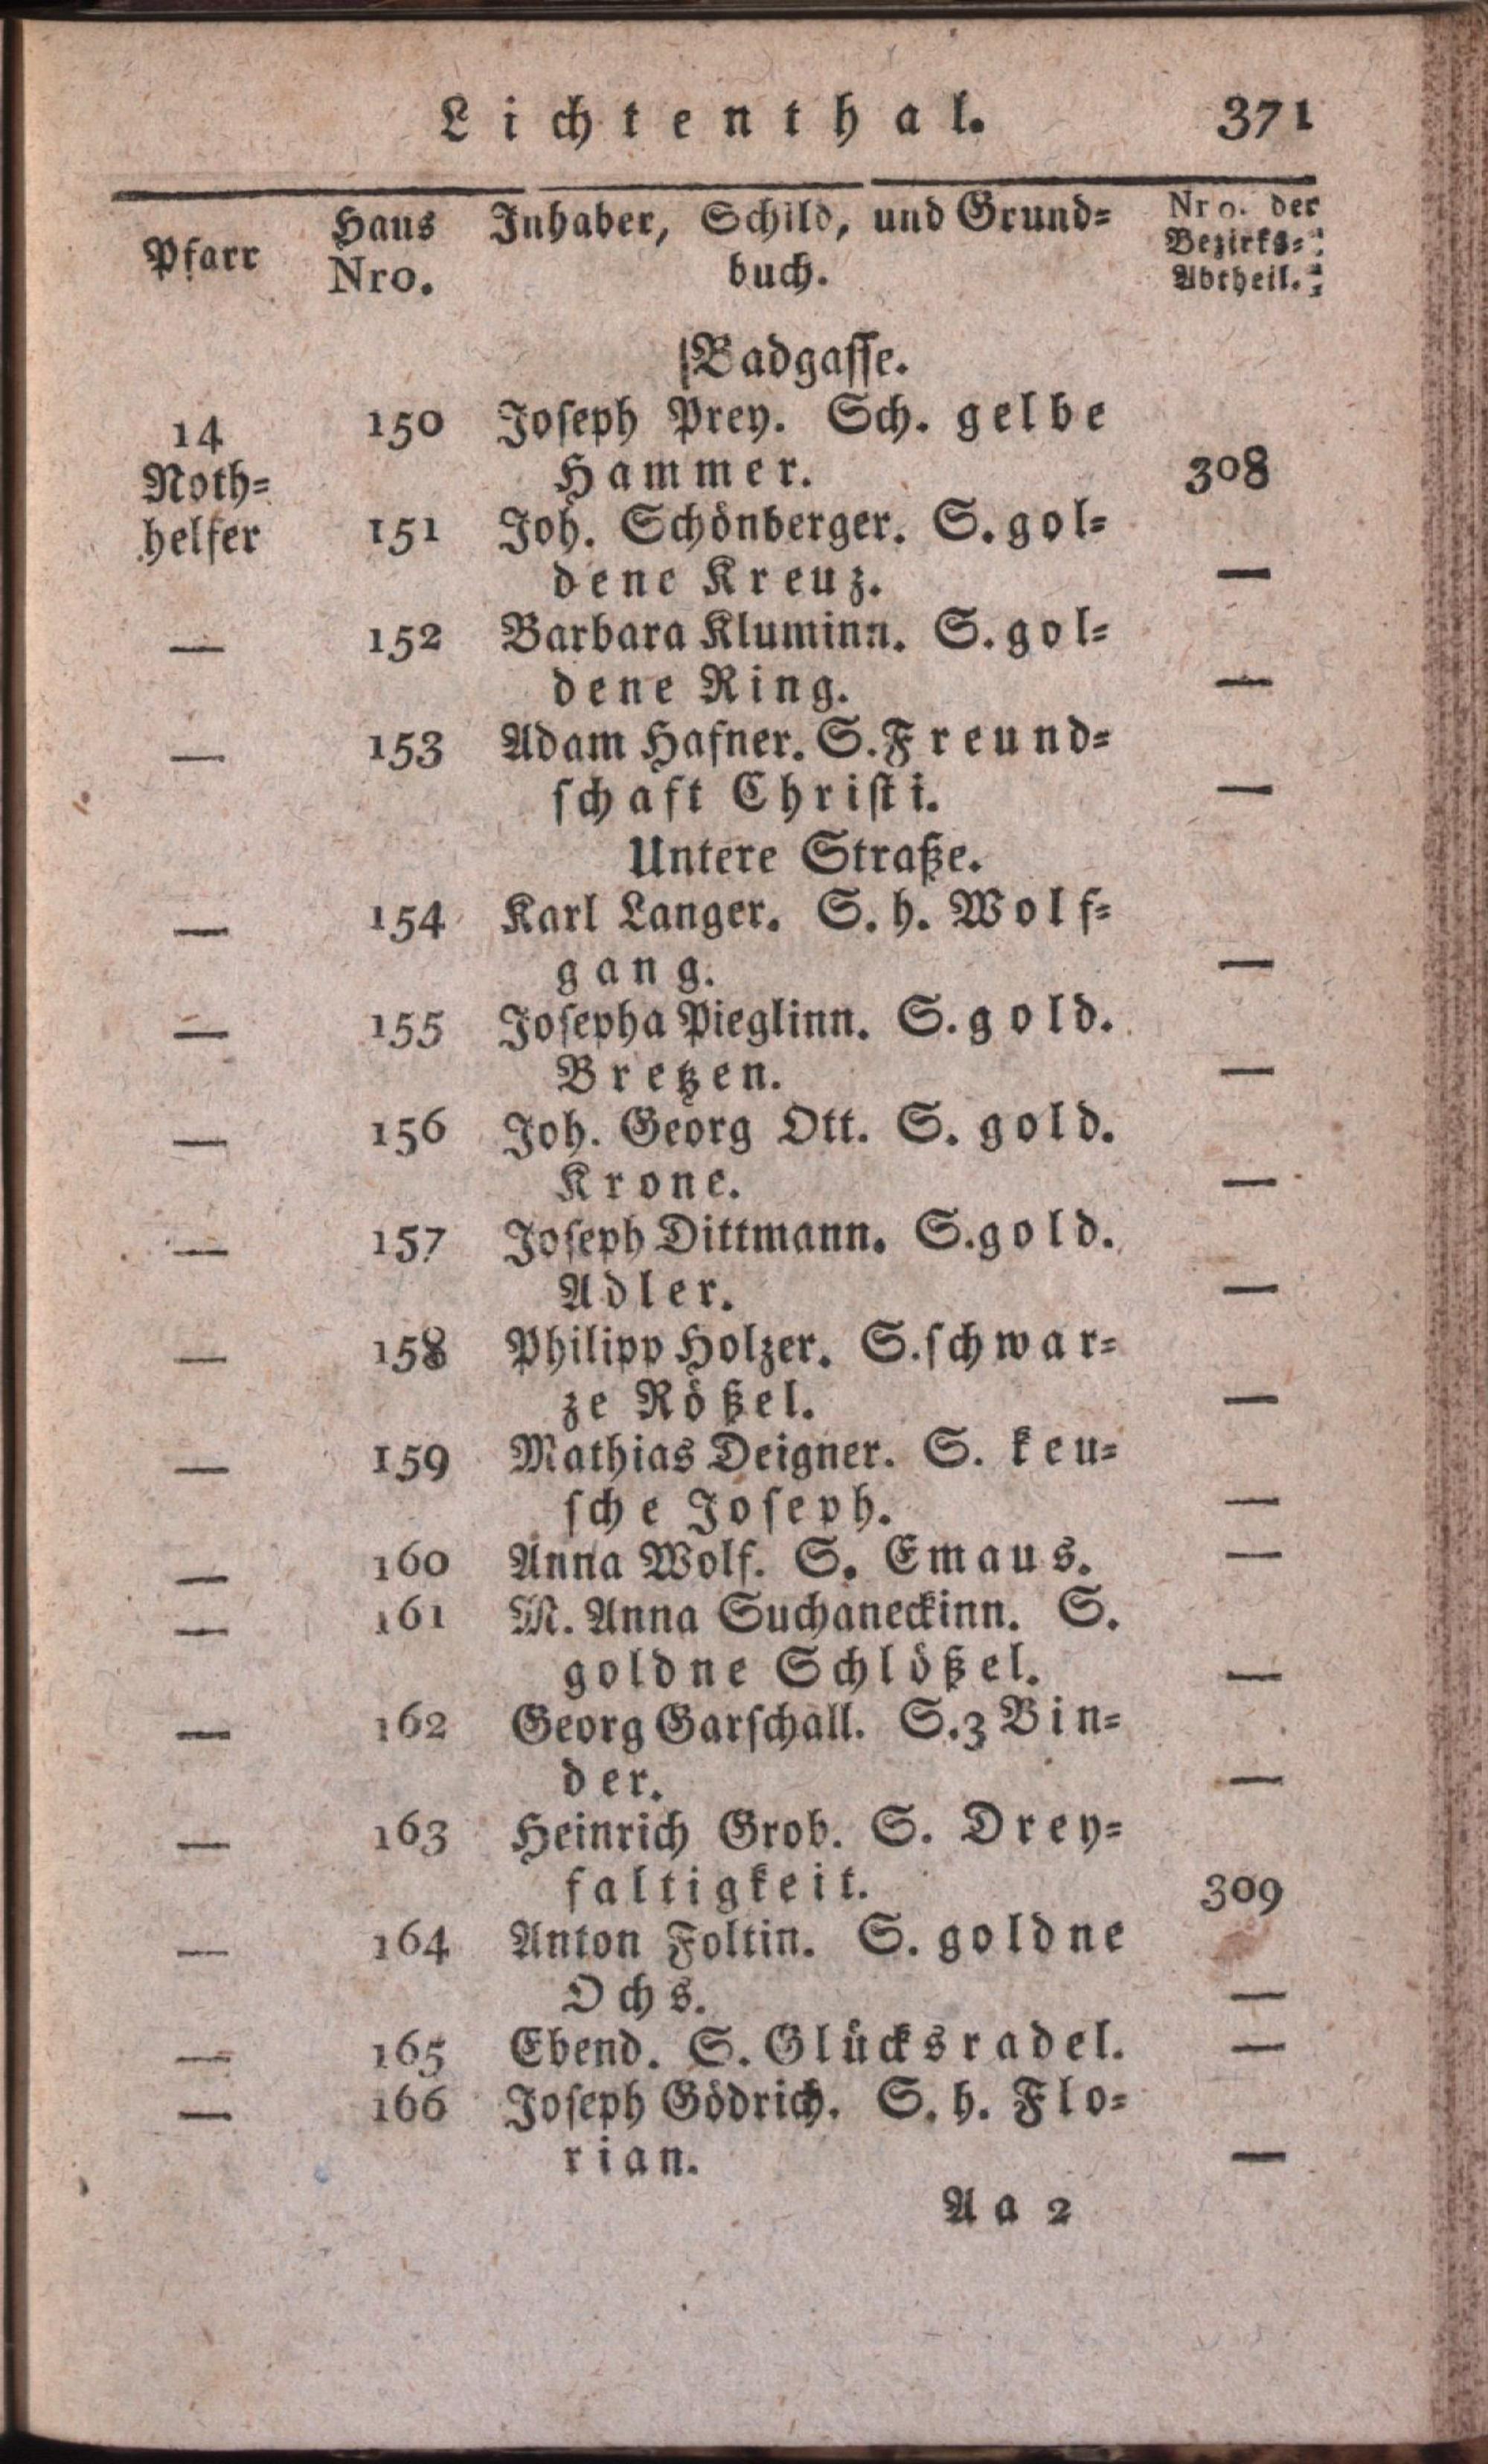 Lichtenthal. 371
Pfarr Haus Nro. Inhaber, Schild, und Grund= Nro. der Bezirks= Abtheil.
buch.
Badgasse.
14 150 Joseph Prey. Sch. gelbe
Noth= Hammer. 308
helfer 151 Joh. Schönberger. S. gol=
dene Kreuz. —
— 152 Barbara Kluminn. S. gol=
dene Ring. —
— 153 Adam Hafner. S. Freund=
schaft Christi. —
Untere Straße.
— 154 Karl Langer. S. h. Wolf=
gang. —
— 155 Josepha Pieglinn. S. gold.
Bretzen. —
— 156 Joh. Georg Ott. S. gold.
Krone. —
— 157 Joseph Dittmann. S. gold.
Adler. —
— 158 Philipp Holzer. S. schwar=
ze Rößel. —
— 159 Mathias Deigner. S. keu=
sche Joseph. —
— 160 Anna Wolf. S. Emaus. —
— 161 M. Anna Suchaneckinn. S.
goldne Schlößel. —
— 162 Georg Garschall. S. 3 Bin=
der. —
— 163 Heinrich Grob. S. Drey=
faltigkeit. 309
— 164 Anton Foltin. S. goldne
Ochs. —
— 165 Ebend. S. Glücksradel. —
— 166 Joseph Gödrich. S. h. Flo=
rian. —
Aa 2